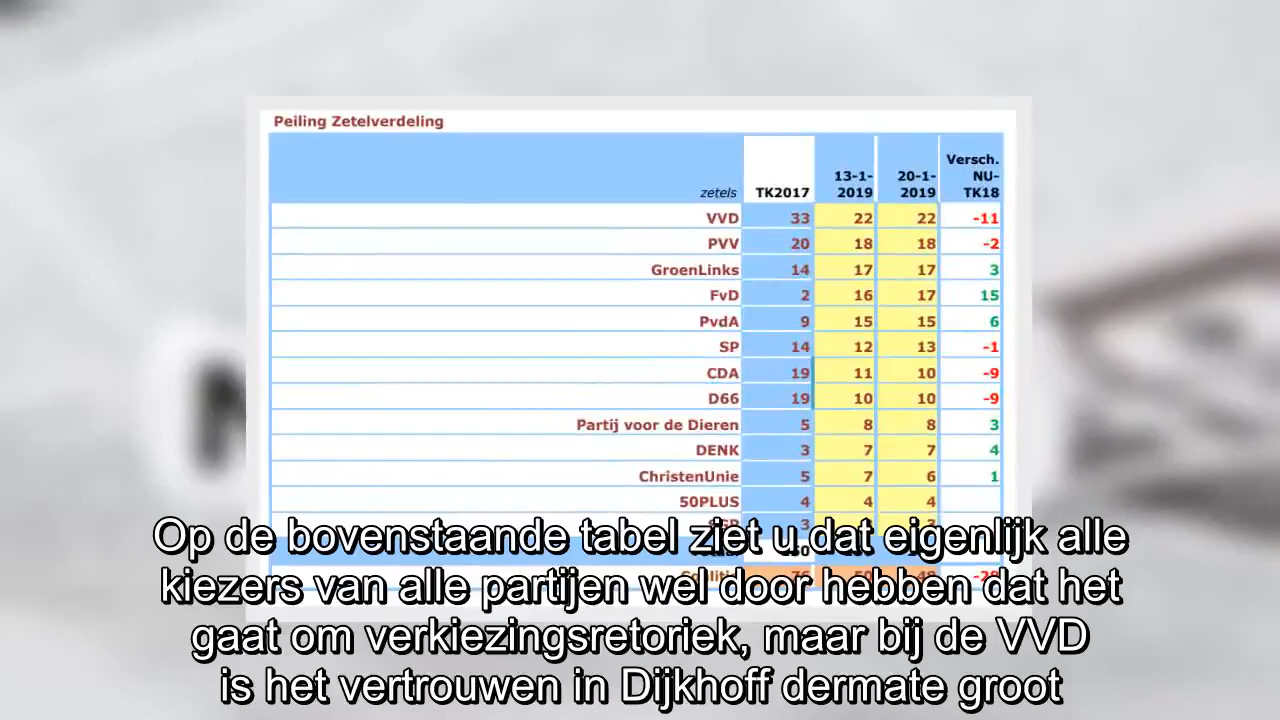 Peiling Zetelverdeling
zetels TK2017 13-1-2019 20-1-2019 Versch. NU-TK18
VVD 33 22 22 -11
PVV 20 18 18 -2
GroenLinks 14 17 17 3
FvD 2 16 17 15
PvdA 9 15 15 6
SP 14 12 13 -1
CDA 19 11 10 -9
D66 19 10 10 -9
Partij voor de Dieren 5 8 8 3
DENK 3 7 7 4
ChristenUnie 5 7 6 1
50PLUS 4 4 4
Op de bovenstaande tabel ziet u dat eigenlijk alle
kiezers van alle partijen wel door hebben dat het
gaat om verkiezingsretoriek, maar bij de VVD
is het vertrouwen in Dijkhoff dermate groot